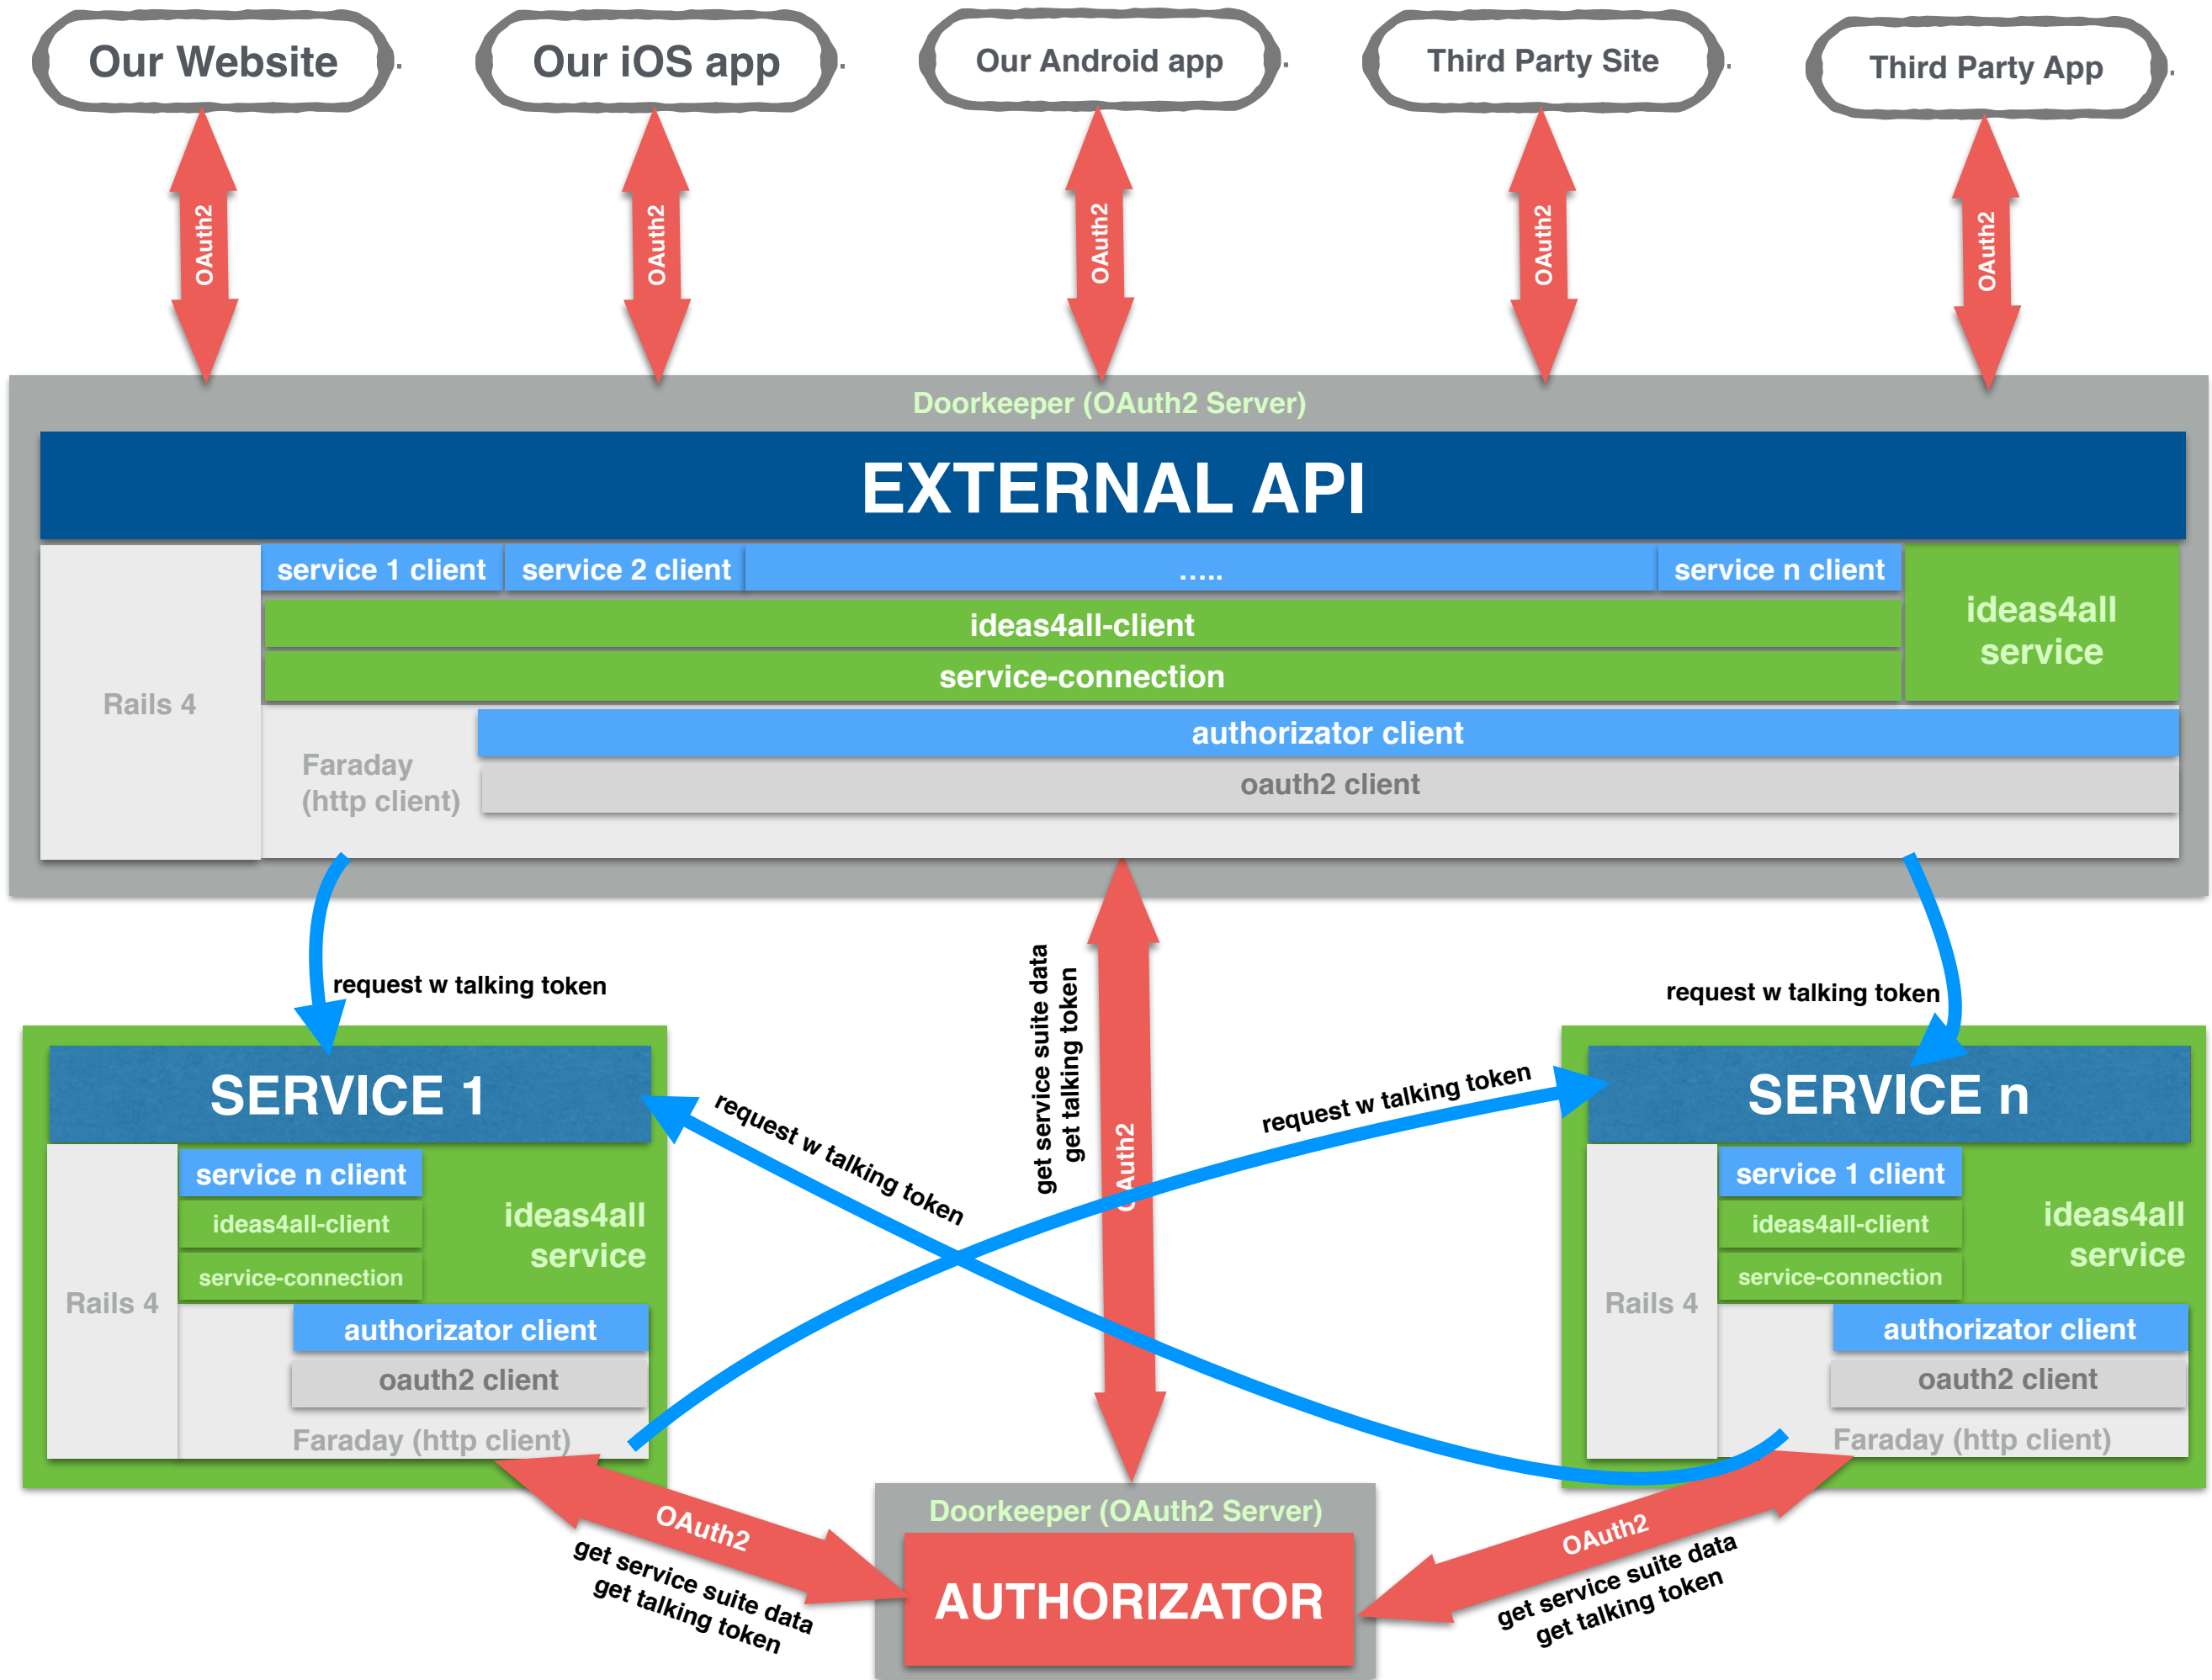 Our Website
Our iOS app
Our Android app
Third Party Site
Third Party App
OAuth2
OAuth2
OAuth2
OAuth2
OAuth2
Doorkeeper (OAuth2 Server)
EXTERNAL API
Rails 4
service 1 client
service 2 client
.....
service n client
ideas4all-client
service-connection
ideas4all
service
authorizator client
Faraday
(http client)
oauth2 client
request w talking token
get service suite data
get talking token
OAuth2
request w talking token
SERVICE 1
Rails 4
service n client
ideas4all-client
service-connection
ideas4all
service
authorizator client
oauth2 client
Faraday (http client)
request w talking token
request w talking token
SERVICE n
Rails 4
service 1 client
ideas4all-client
service-connection
ideas4all
service
authorizator client
oauth2 client
Faraday (http client)
OAuth2
get service suite data
get talking token
Doorkeeper (OAuth2 Server)
AUTHORIZATOR
OAuth2
get service suite data
get talking token